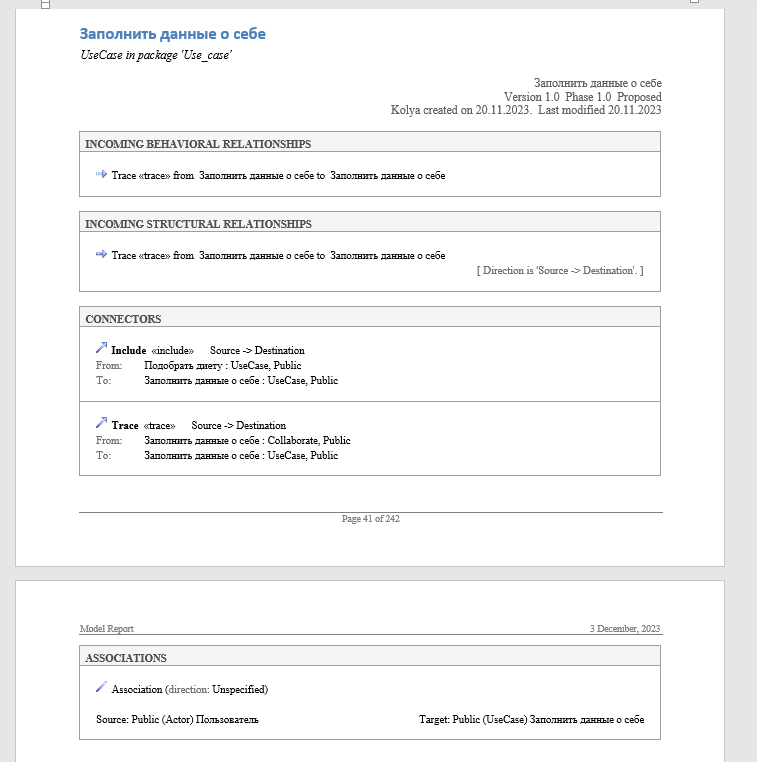 Заполнить данные о себе
UseCase in package 'Use_case'
Заполнить данные о себе
Version 1.0 Phase 1.0 Proposed
Kolya created on 20.11.2023. Last modified 20.11.2023
INCOMING BEHAVIORAL RELATIONSHIPS
Trace «trace» from Заполнить данные о себе to Заполнить данные о себе
INCOMING STRUCTURAL RELATIONSHIPS
Trace «trace» from Заполнить данные о себе to Заполнить данные о себе
[ Direction is 'Source -> Destination'. ]
CONNECTORS
Include «include» Source -> Destination
From: Подобрать диету : UseCase, Public
To: Заполнить данные о себе : UseCase, Public
Trace «trace» Source -> Destination
From: Заполнить данные о себе : Collaborate, Public
To: Заполнить данные о себе : UseCase, Public
Page 41 of 242
Model Report 3 December, 2023
ASSOCIATIONS
Association (direction: Unspecified)
Source: Public (Actor) Пользователь Target: Public (UseCase) Заполнить данные о себе